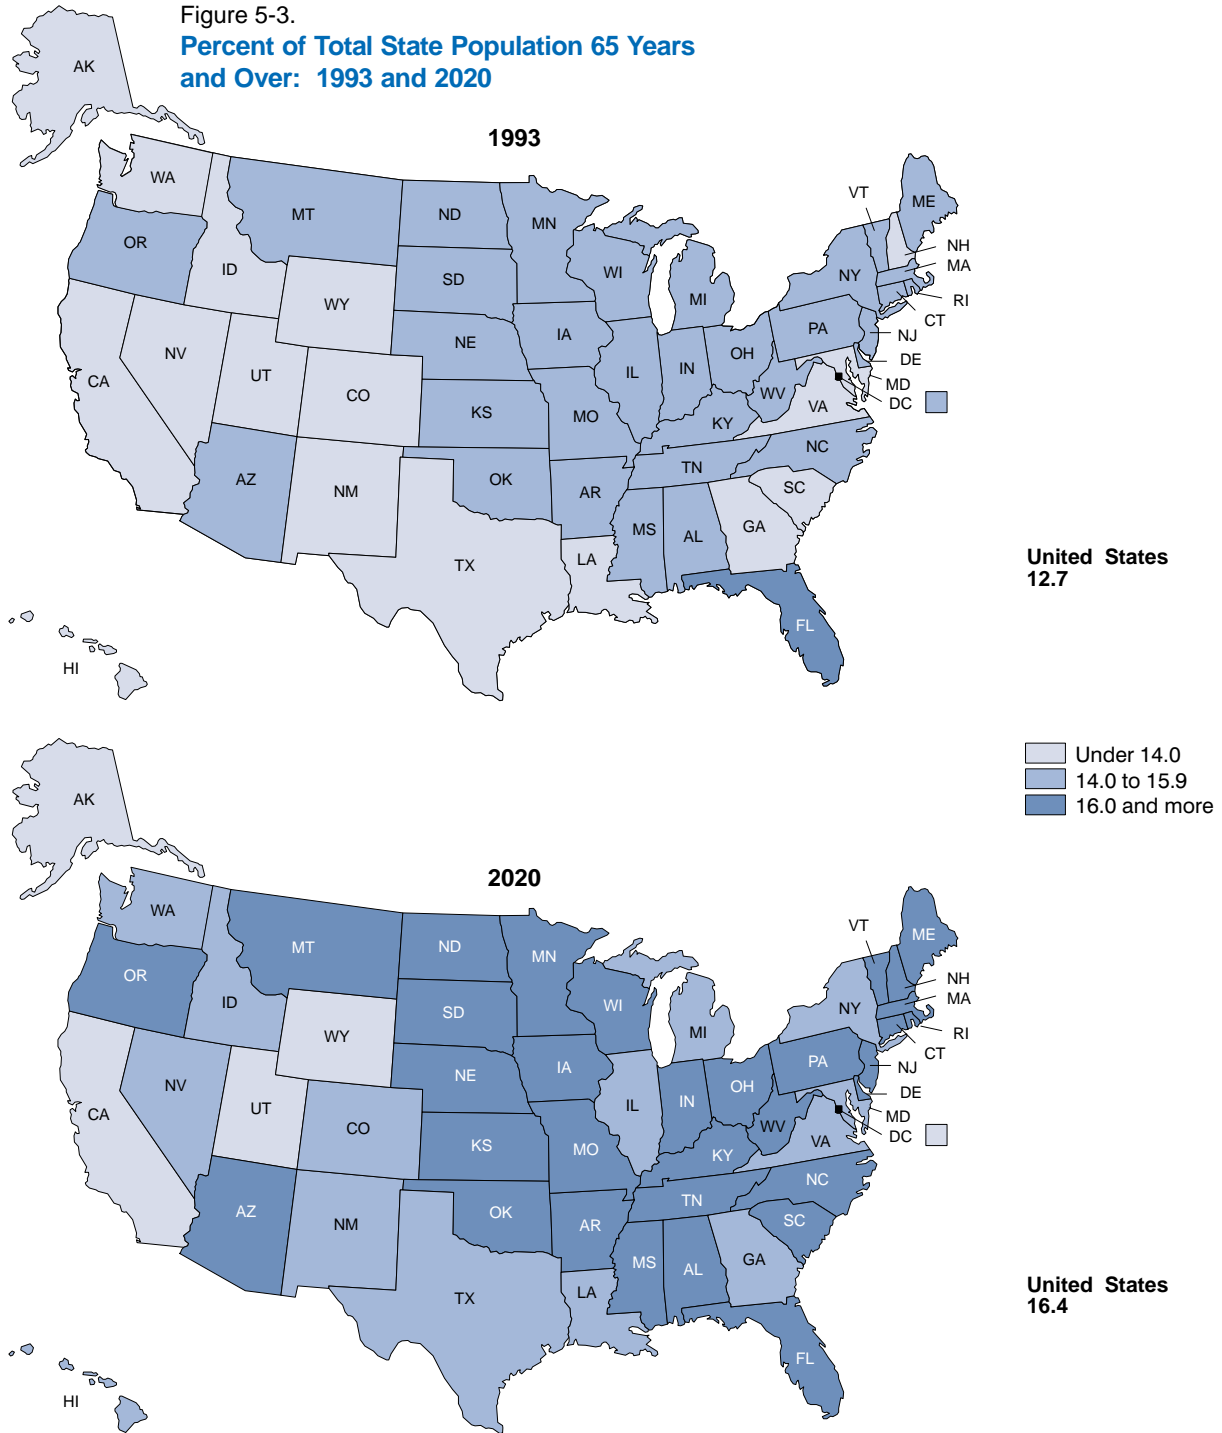 Figure 5-3.
Percent of Total State Population 65 Years
and Over: 1993 and 2020
1993
AK
WA
MT
ND
MN
VT
ME
OR
ID
SD
WI
MI
NY
NH
MA
RI
CT
WY
NE
IA
PA
NJ
NV
UT
CO
IL
IN
OH
DE
MD
DC
CA
KS
MO
WV
VA
KY
AZ
NM
OK
AR
TN
NC
SC
MS
AL
GA
TX
LA
FL
HI
United States
12.7
Under 14.0
14.0 to 15.9
16.0 and more
2020
AK
WA
MT
ND
MN
VT
ME
OR
ID
SD
WI
MI
NY
NH
MA
RI
CT
WY
NE
IA
PA
NJ
NV
UT
CO
IL
IN
OH
DE
MD
DC
CA
KS
MO
WV
VA
KY
AZ
NM
OK
AR
TN
NC
SC
MS
AL
GA
TX
LA
FL
HI
United States
16.4